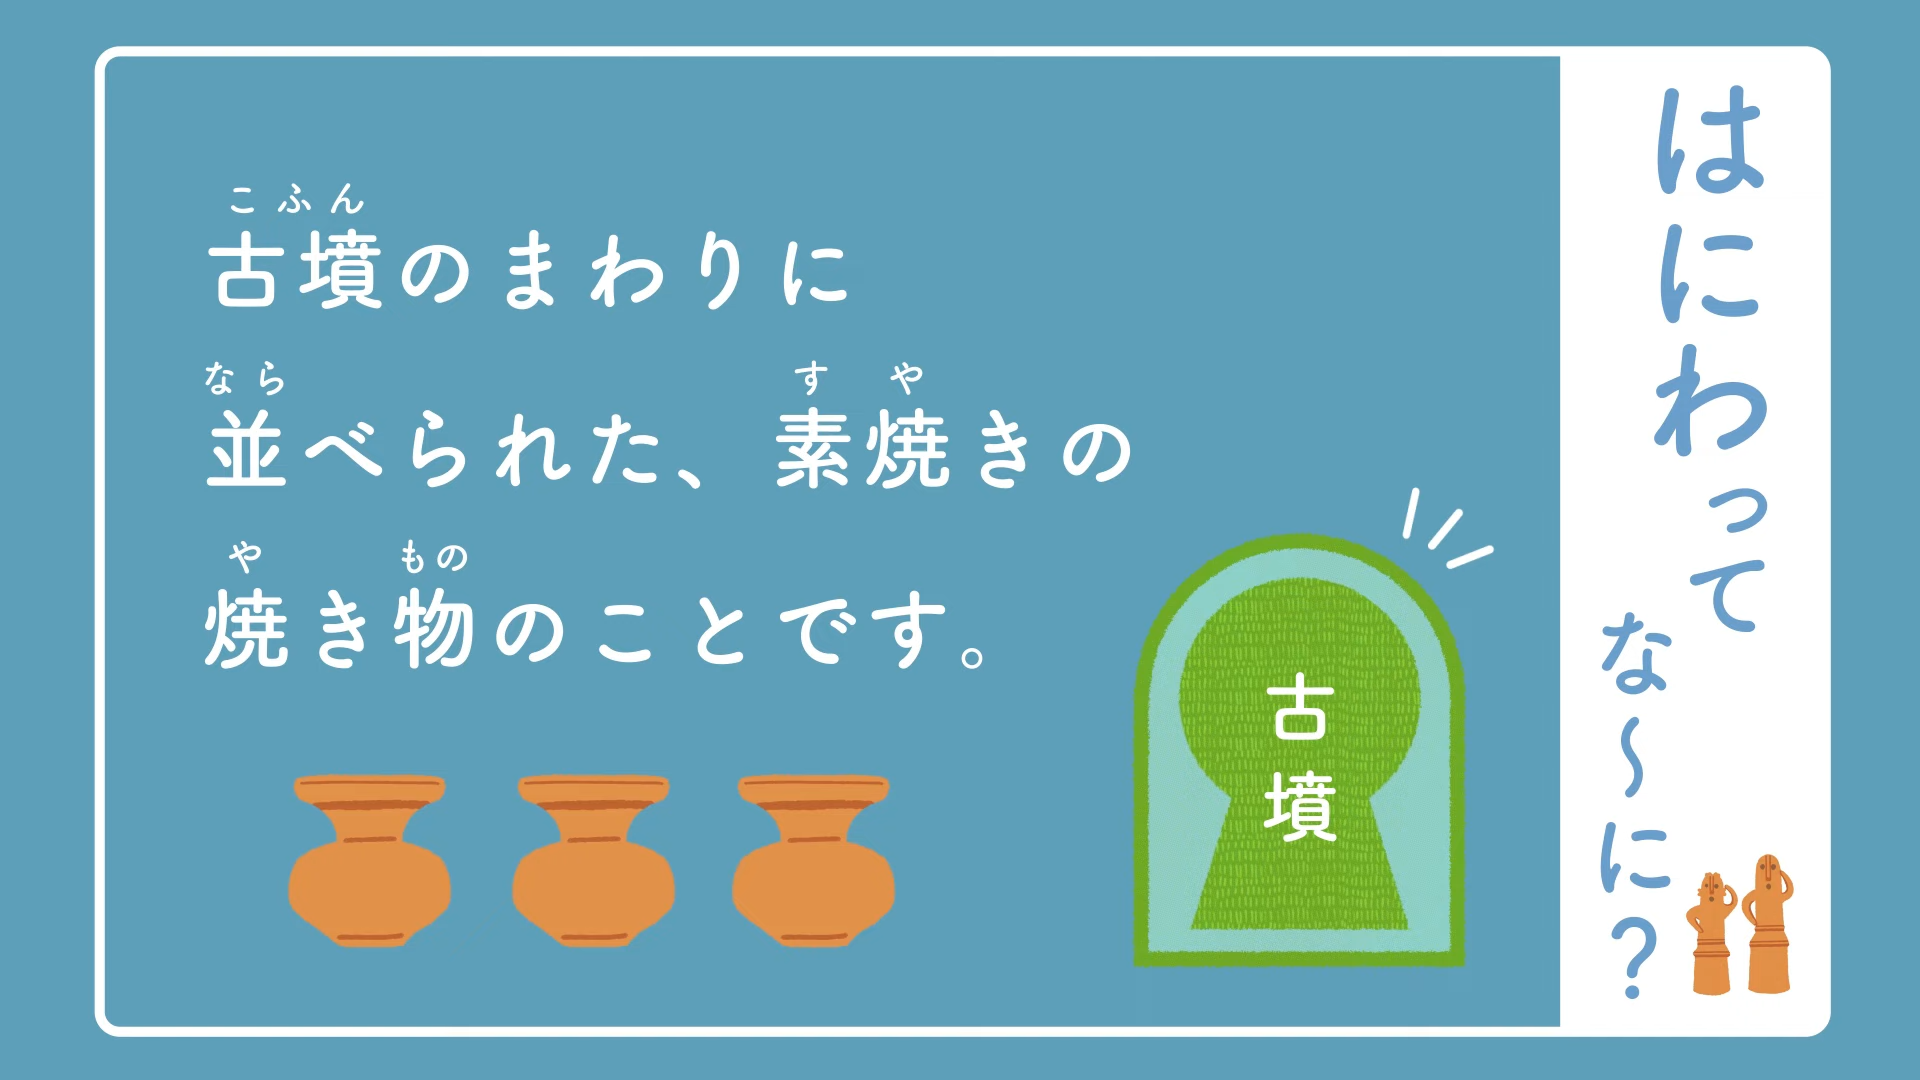 はにわって
な～に？
こふん
古墳のまわりに
なら すや
並べられた、素焼きの
や もの
焼き物のことです。
古墳